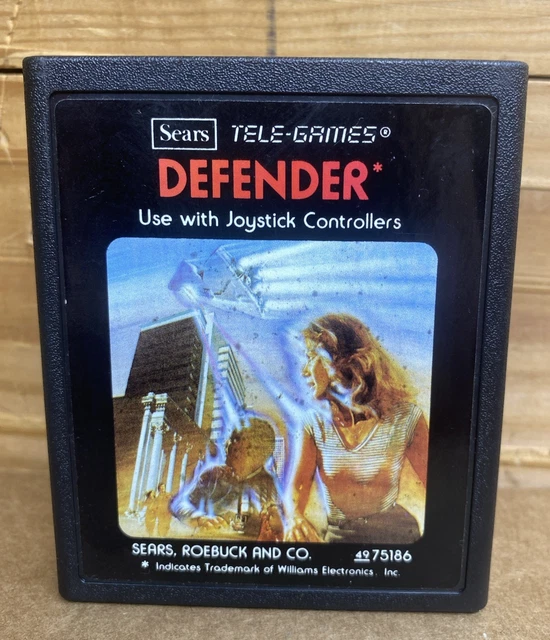 Sears TELE-GAMES®
DEFENDER*
Use with Joystick Controllers
SEARS, ROEBUCK AND CO. 49 75186
* Indicates Trademark of Williams Electronics, Inc.